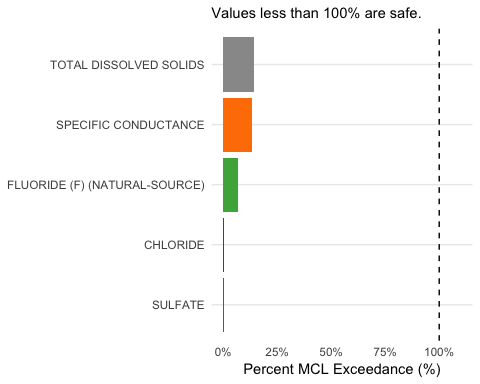 Values less than 100% are safe.
TOTAL DISSOLVED SOLIDS
SPECIFIC CONDUCTANCE
FLUORIDE (F) (NATURAL-SOURCE)
CHLORIDE
SULFATE
0% 25% 50% 75% 100%
Percent MCL Exceedance (%)